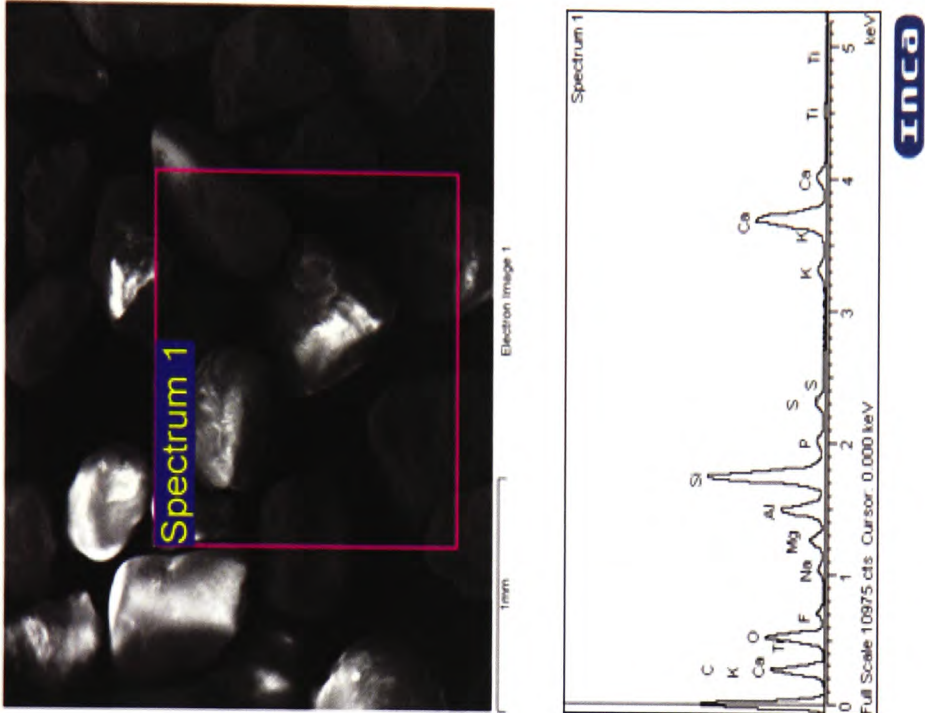 Spectrum 1
1mm
Electron Image 1
Spectrum 1
C
K
Ca
O
Ti
F
Na
Mg
Al
Si
P
S
S
K
K
Ca
Ca
Ti
Ti
0 1 2 3 4 5
Full Scale 10975 cts Cursor: 0.000 keV
keV
INCA